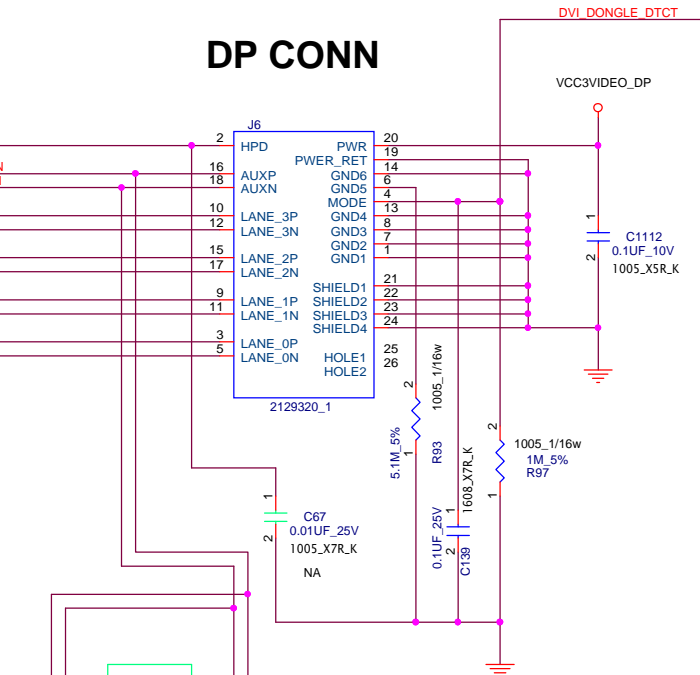 DVI_DONGLE_DTCT
DP CONN
VCC3VIDEO_DP
J6
2 HPD PWR 20
PWER_RET 19
16 AUXP GND6 14
18 AUXN GND5 6
MODE 4
10 LANE_3P GND4 13
12 LANE_3N GND3 8
GND2 7
15 LANE_2P GND1 1
17 LANE_2N
SHIELD1 21
9 LANE_1P SHIELD2 22
11 LANE_1N SHIELD3 23
SHIELD4 24
3 LANE_0P
5 LANE_0N HOLE1 25
HOLE2 26
2129320_1
1
C1112
0.1UF_10V
2
1005_X5R_K
2
1005_1/16w
5.1M_5%
1
R93
2
1005_1/16w
1M_5%
R97
1
1608_X7R_K
0.1UF_25V
1
2
C139
1
C67
0.01UF_25V
2
1005_X7R_K
NA